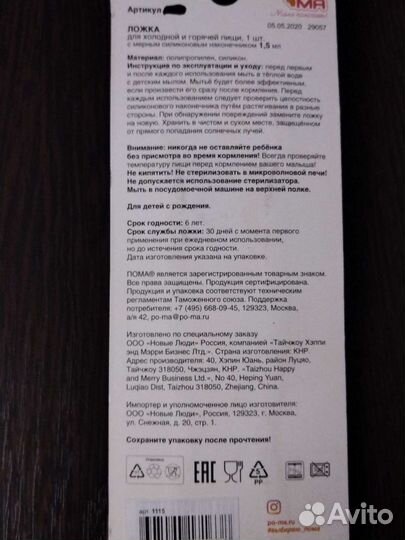 Артикул
МА
Мама поможет!
05.05.2020 29057
ЛОЖКА
для холодной и горячей пищи, 1 шт.
с мерным силиконовым наконечником 1,5 мл
Материал: полипропилен, силикон.
Инструкция по эксплуатации и уходу: перед первым
и после каждого использования мыть в тёплой воде
с детским мылом. Мытьё будет более эффективным,
если произвести его сразу после кормления. Перед
каждым использованием следует проверить целостность
силиконового наконечника путём растягивания в разные
стороны. При обнаружении повреждений замените ложку
на новую. Хранить в чистом и сухом месте, защищённом
от прямого попадания солнечных лучей.
Внимание: никогда не оставляйте ребёнка
без присмотра во время кормления! Всегда проверяйте
температуру пищи перед кормлением вашего малыша!
Не кипятить! Не стерилизовать в микроволновой печи!
Не допускается использование стерилизатора.
Мыть в посудомоечной машине на верхней полке.
Для детей с рождения.
Срок годности: 6 лет.
Срок службы ложки: 30 дней с момента первого
применения при ежедневном использовании,
но до истечения срока годности.
Дата изготовления указана на упаковке.
ПОМА® является зарегистрированным товарным знаком.
Все права защищены. Продукция сертифицирована.
Продукция и упаковка соответствуют техническим
регламентам Таможенного союза. Поддержка
потребителя: +7 (495) 668-09-45, 129323, Москва,
а/я 42, po-ma@po-ma.ru
Изготовлено по специальному заказу
ООО «Новые Люди» Россия, компанией «Тайчжоу Хэппи
энд Мэрри Бизнес Лтд.». Страна изготовления: КНР.
Адрес производителя: 40, Хэпин Юань, район Луцяо,
Тайчжоу 318050, Чжэцзян, КНР. «Taizhou Happy
and Merry Business Ltd.», No 40, Heping Yuan,
Luqiao Dist, Taizhou 318050, Zhejiang, China.
Импортер и уполномоченное лицо изготовителя:
ООО «Новые Люди», Россия, 129323, г. Москва,
ул. Снежная, д. 20, стр. 1.
Сохраните упаковку после прочтения!
Упаковка
EAC
5
PP
арт. 1115
po-ma.ru
#выбираю_пома
Avito